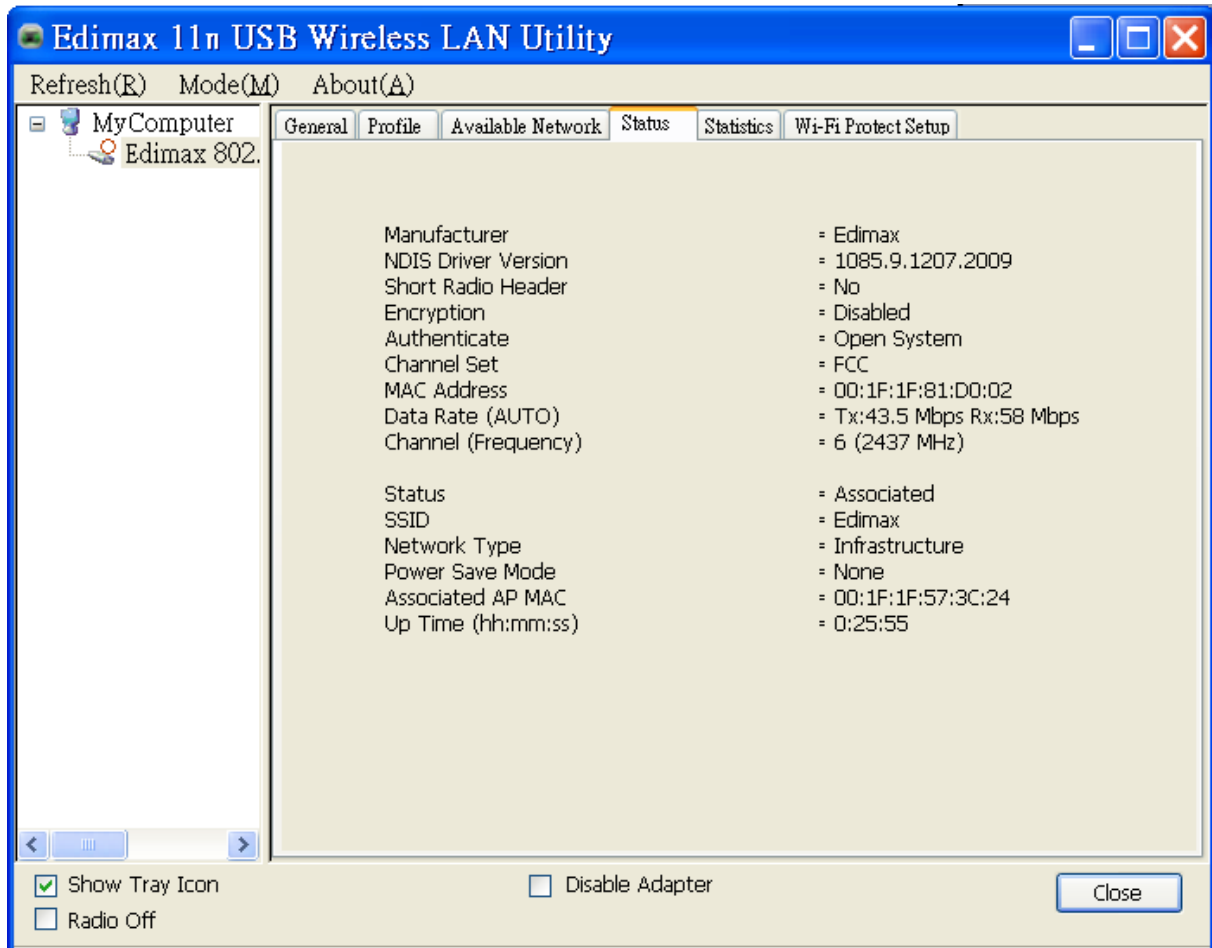 Edimax 11n USB Wireless LAN Utility
Refresh(R) Mode(M) About(A)
MyComputer
Edimax 802.
General Profile Available Network Status Statistics Wi-Fi Protect Setup
Manufacturer = Edimax
NDIS Driver Version = 1085.9.1207.2009
Short Radio Header = No
Encryption = Disabled
Authenticate = Open System
Channel Set = FCC
MAC Address = 00:1F:1F:81:D0:02
Data Rate (AUTO) = Tx:43.5 Mbps Rx:58 Mbps
Channel (Frequency) = 6 (2437 MHz)
Status = Associated
SSID = Edimax
Network Type = Infrastructure
Power Save Mode = None
Associated AP MAC = 00:1F:1F:57:3C:24
Up Time (hh:mm:ss) = 0:25:55
Show Tray Icon Disable Adapter
Radio Off
Close